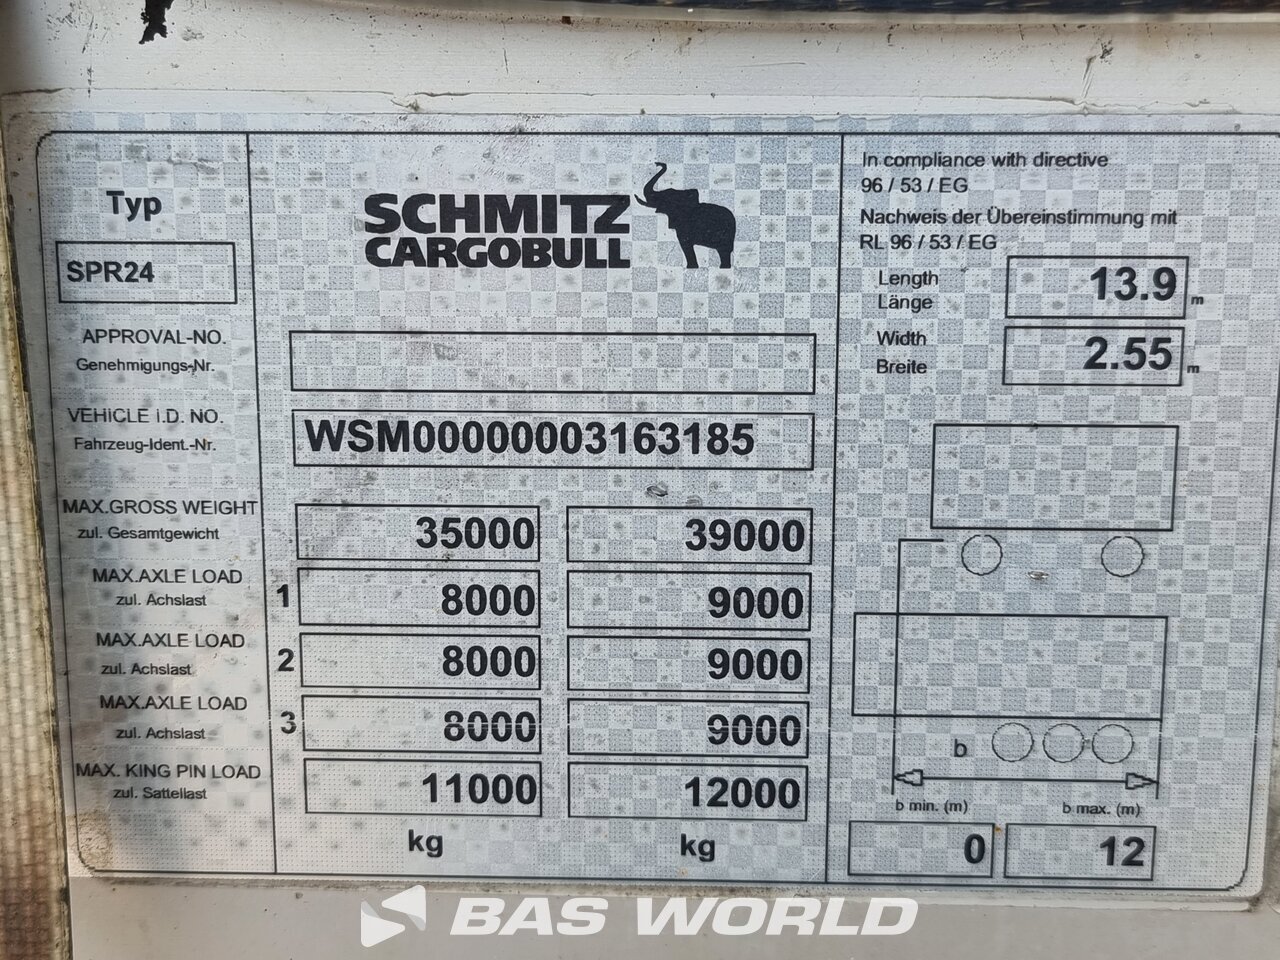 Typ
SPR24
SCHMITZ
CARGOBULL
In compliance with directive
96 / 53 / EG
Nachweis der Übereinstimmung mit
RL 96 / 53 / EG
Length
Länge
13.9 m
Width
Breite
2.55 m
APPROVAL-NO.
Genehmigungs-Nr.
VEHICLE I.D. NO.
Fahrzeug-Ident.-Nr.
WSM00000003163185
MAX.GROSS WEIGHT
zul. Gesamtgewicht
35000 39000
MAX.AXLE LOAD
zul. Achslast
1 8000 9000
MAX.AXLE LOAD
zul. Achslast
2 8000 9000
MAX.AXLE LOAD
zul. Achslast
3 8000 9000
MAX. KING PIN LOAD
zul. Sattellast
11000 12000
kg kg
b
b min. (m) b max. (m)
0 12
BAS WORLD